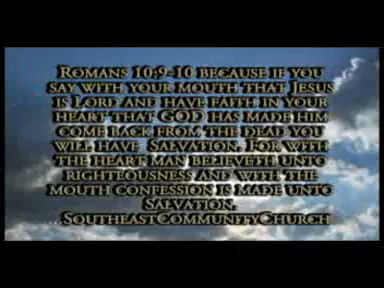 Romans 10:9-10 because if you
say with your mouth that Jesus
is Lord and have faith in your
heart that GOD has made him
come back from the dead you
will have Salvation. For with
the heart man believeth unto
righteousness and with the
mouth confession is made unto
Salvation.
...SoutheastCommunityChurch